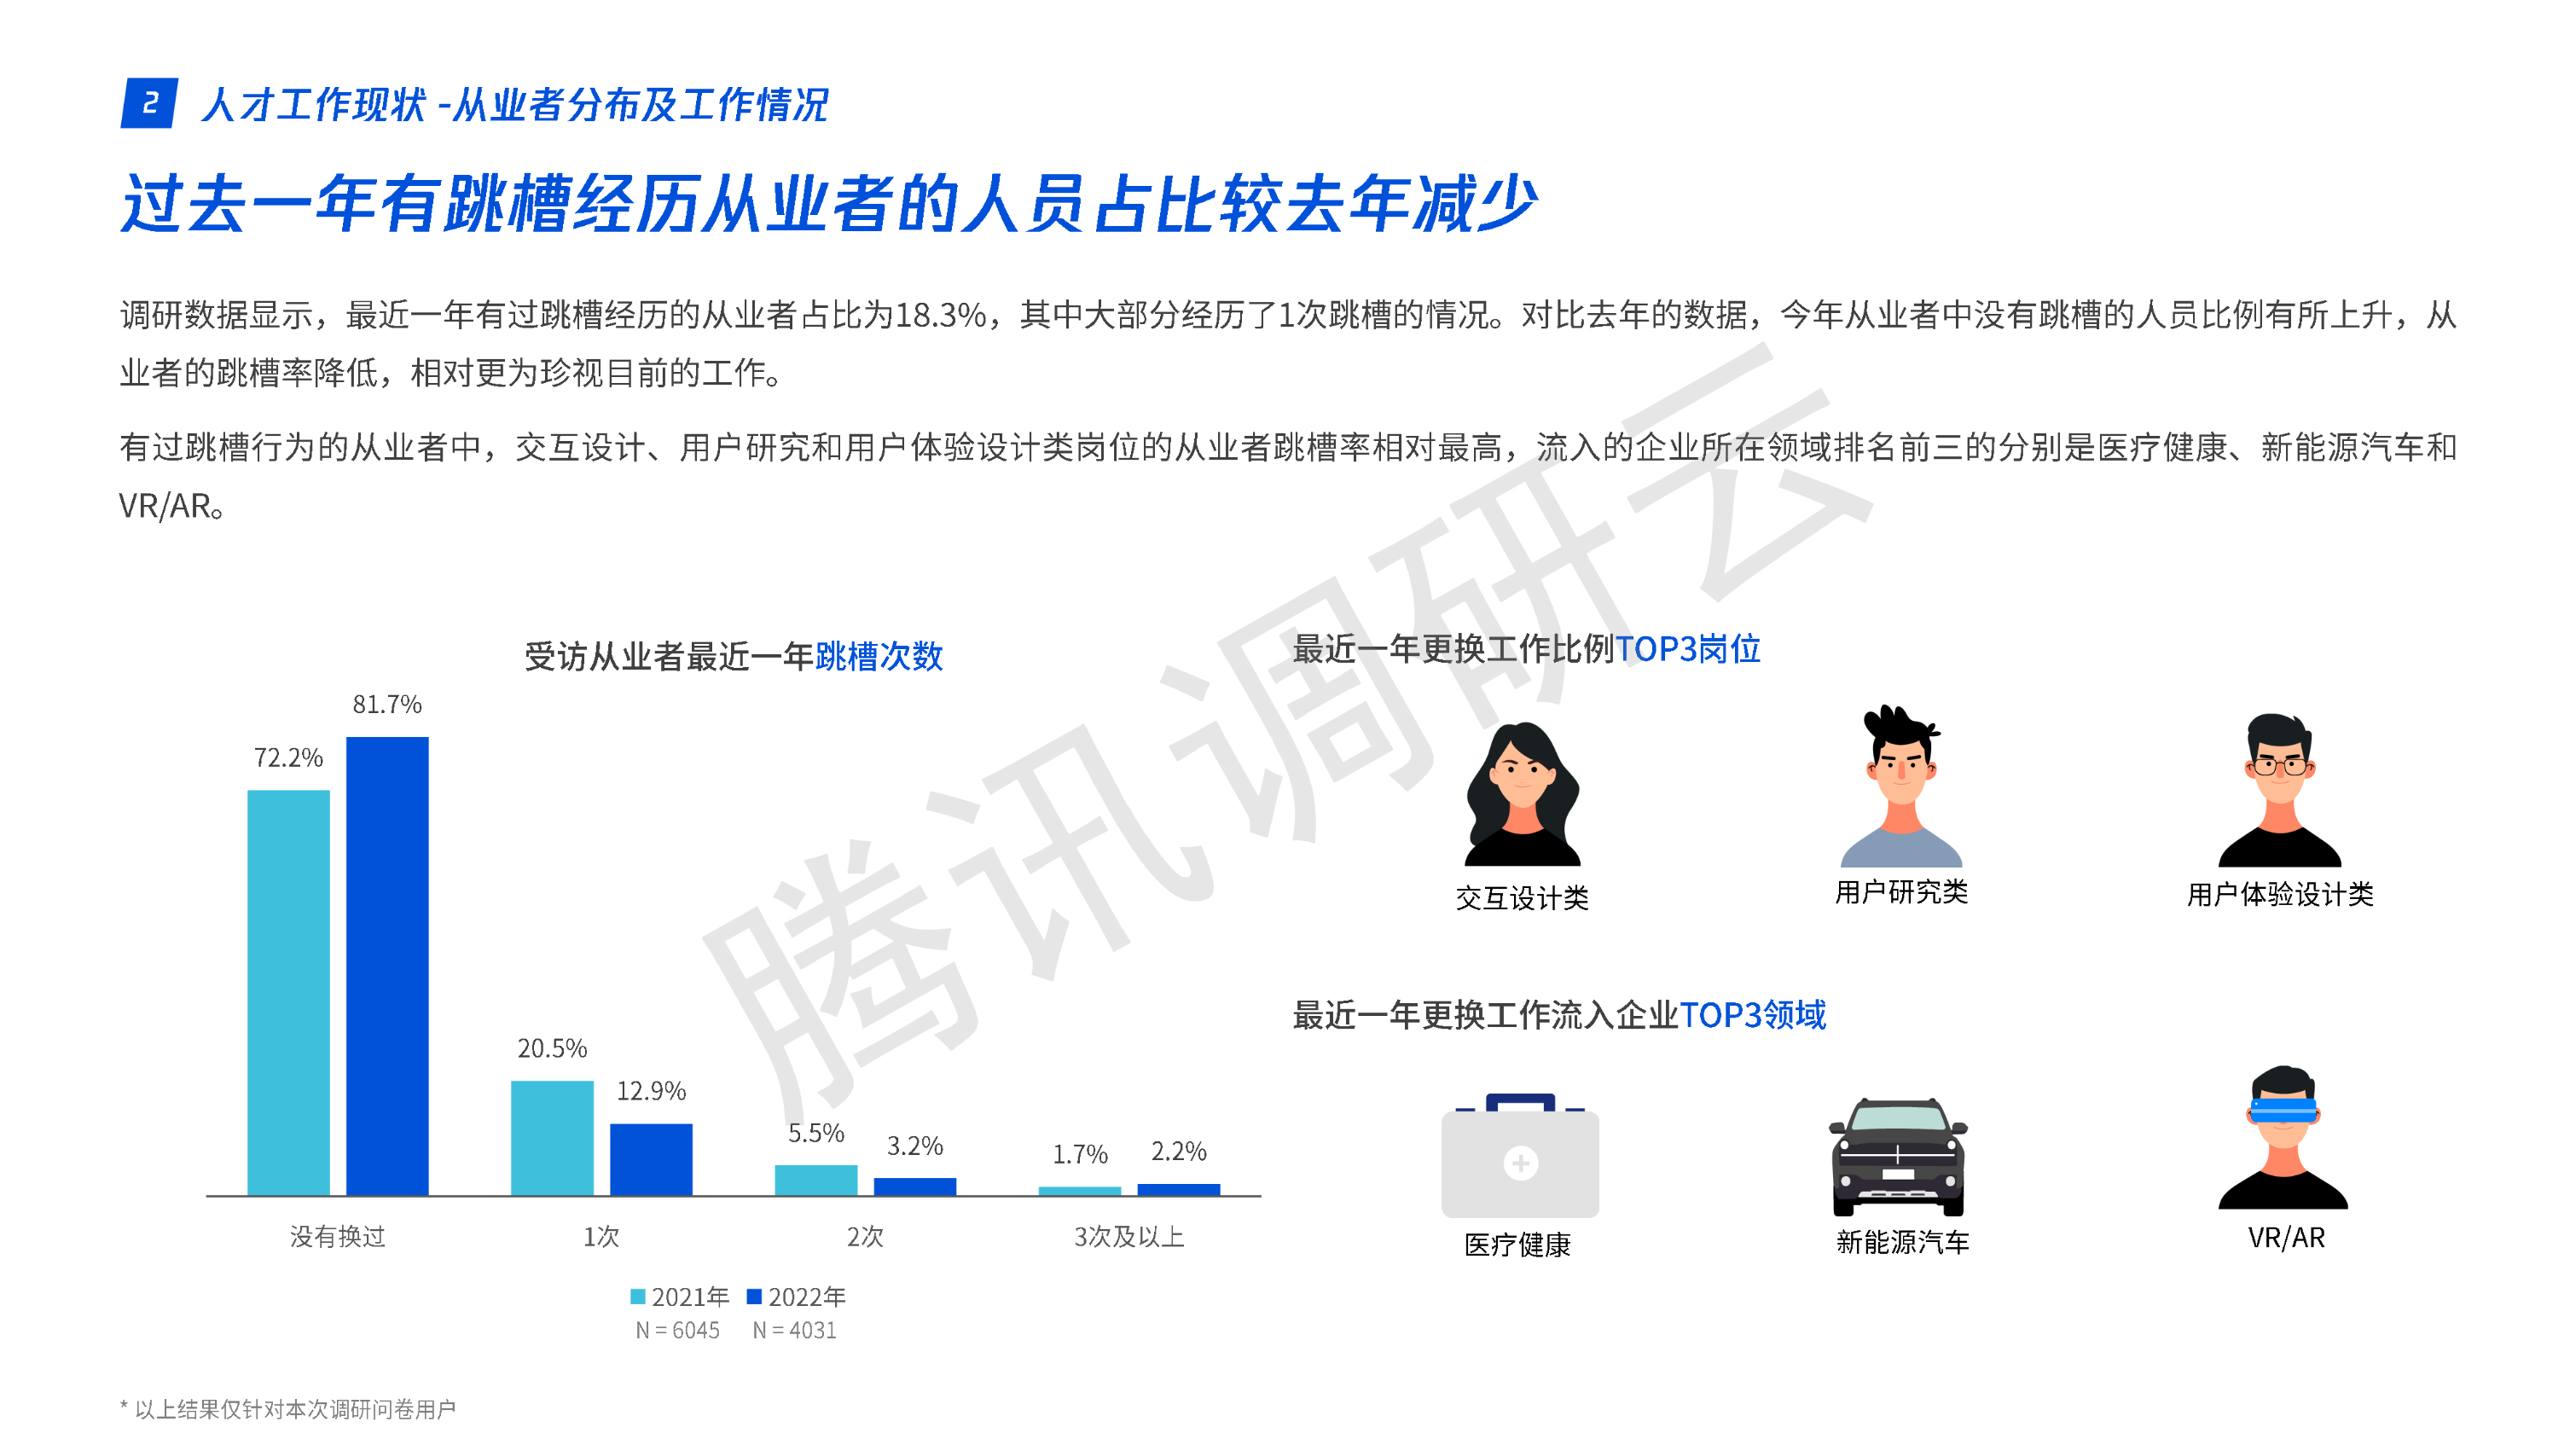 2 人才工作现状 -从业者分布及工作情况
过去一年有跳槽经历从业者的人员占比较去年减少
调研数据显示，最近一年有过跳槽经历的从业者占比为18.3%，其中大部分经历了1次跳槽的情况。对比去年的数据，今年从业者中没有跳槽的人员比例有所上升，从
业者的跳槽率降低，相对更为珍视目前的工作。
有过跳槽行为的从业者中，交互设计、用户研究和用户体验设计类岗位的从业者跳槽率相对最高，流入的企业所在领域排名前三的分别是医疗健康、新能源汽车和
VR/AR。
受访从业者最近一年跳槽次数
81.7%
72.2%
20.5%
12.9%
5.5%
3.2%
1.7%
2.2%
没有换过 1次 2次 3次及以上
2021年 2022年
N = 6045 N = 4031
最近一年更换工作比例TOP3岗位
交互设计类 用户研究类 用户体验设计类
最近一年更换工作流入企业TOP3领域
医疗健康 新能源汽车 VR/AR
腾讯调研云
* 以上结果仅针对本次调研问卷用户